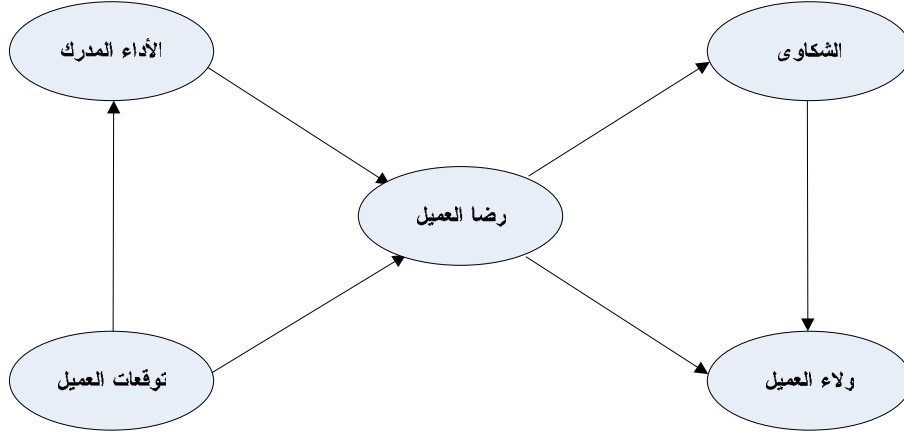 الشكاوى
الأداء المدرك
رضا العميل
ولاء العميل
توقعات العميل